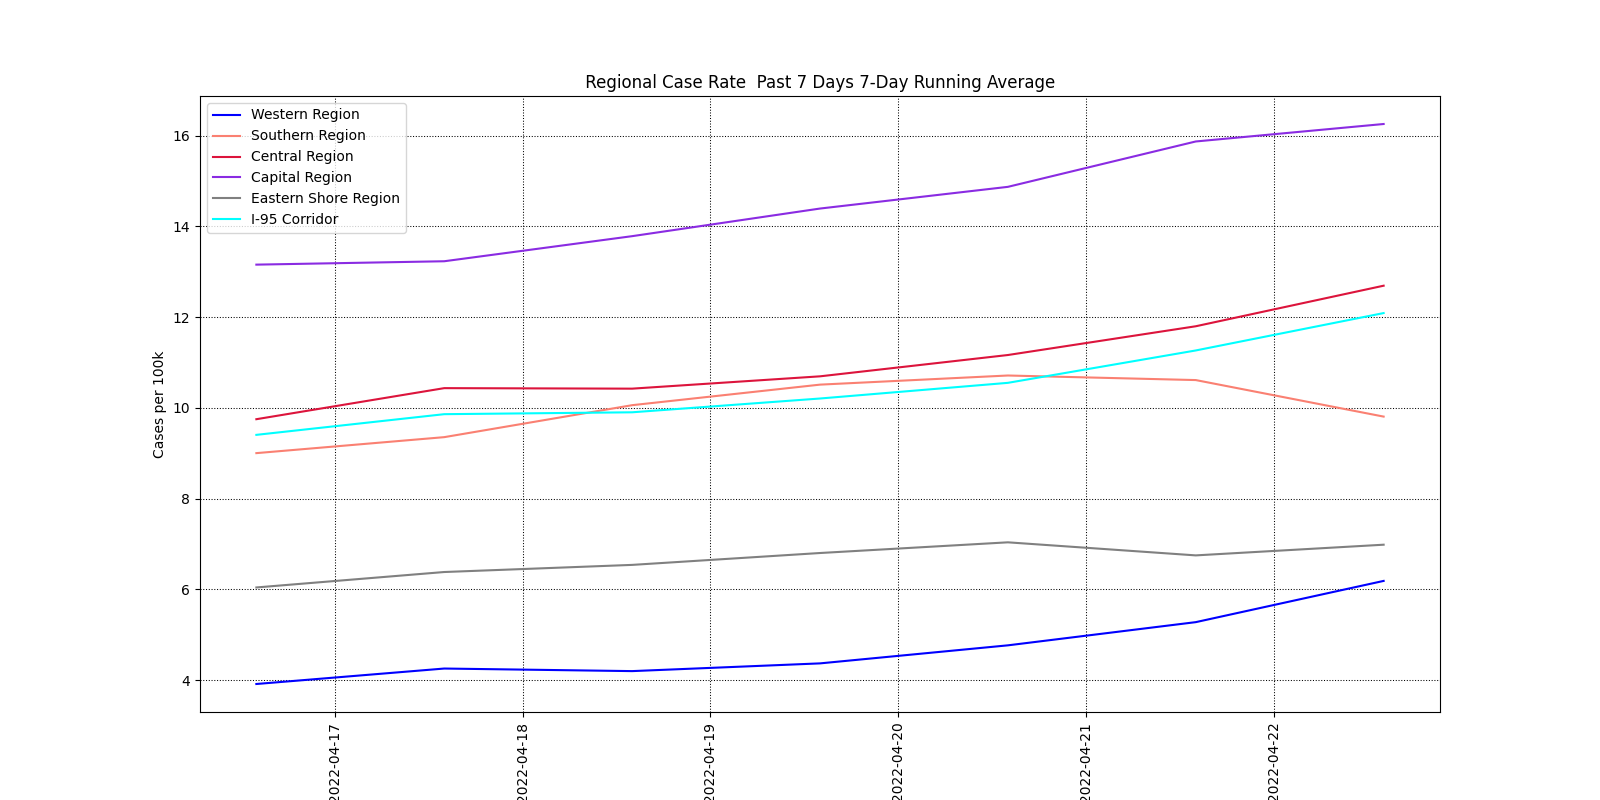 Regional Case Rate  Past 7 Days 7-Day Running Average
Western Region
Southern Region
Central Region
Capital Region
Eastern Shore Region
I-95 Corridor
Cases per 100k
16
14
12
10
8
6
4
2022-04-17
2022-04-18
2022-04-19
2022-04-20
2022-04-21
2022-04-22